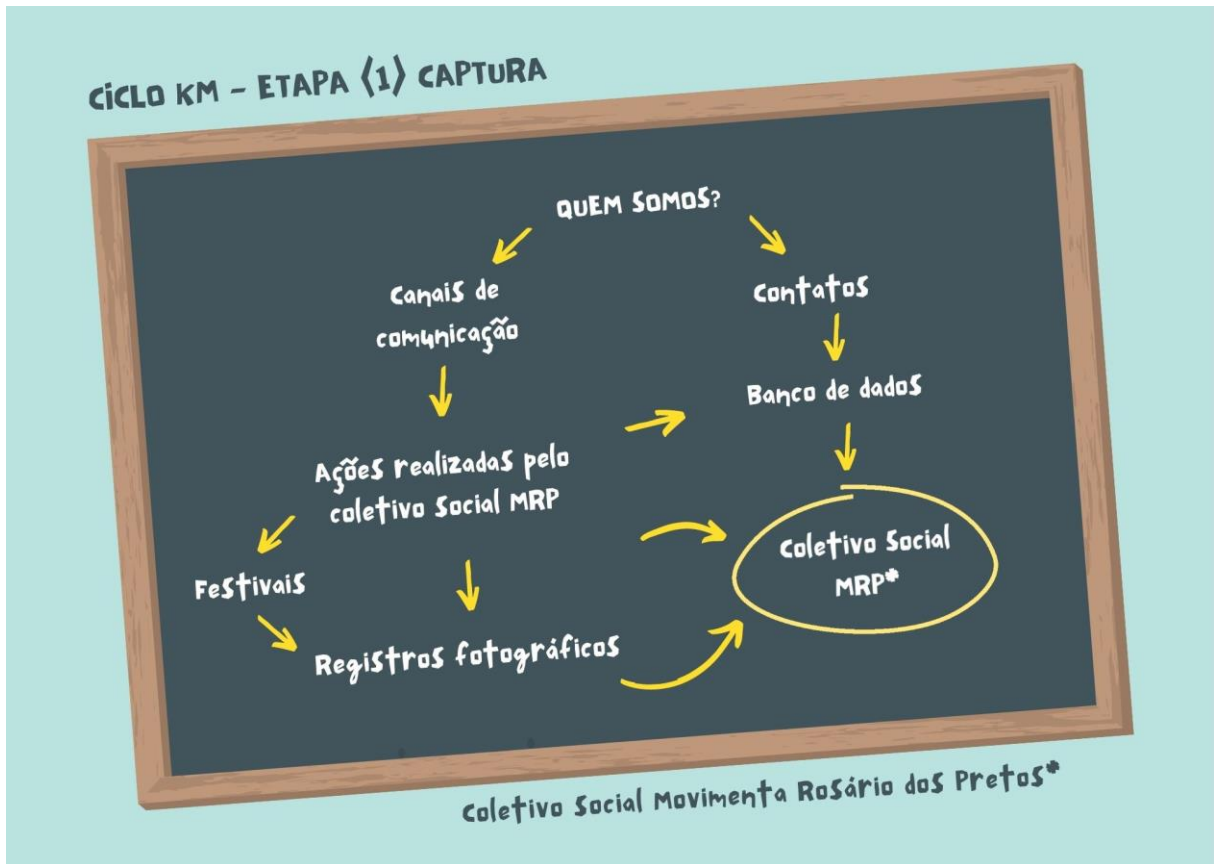 CÍCLO KM - ETAPA ⟨1⟩ CAPTURA
QUEM SOMOS?
Canais de
comunicação
Contatos
Banco de dados
Ações realizadas pelo
coletivo Social MRP
Coletivo Social
MRP*
Festivais
Registros fotográficos
Coletivo Social Movimenta Rosário dos Pretos*